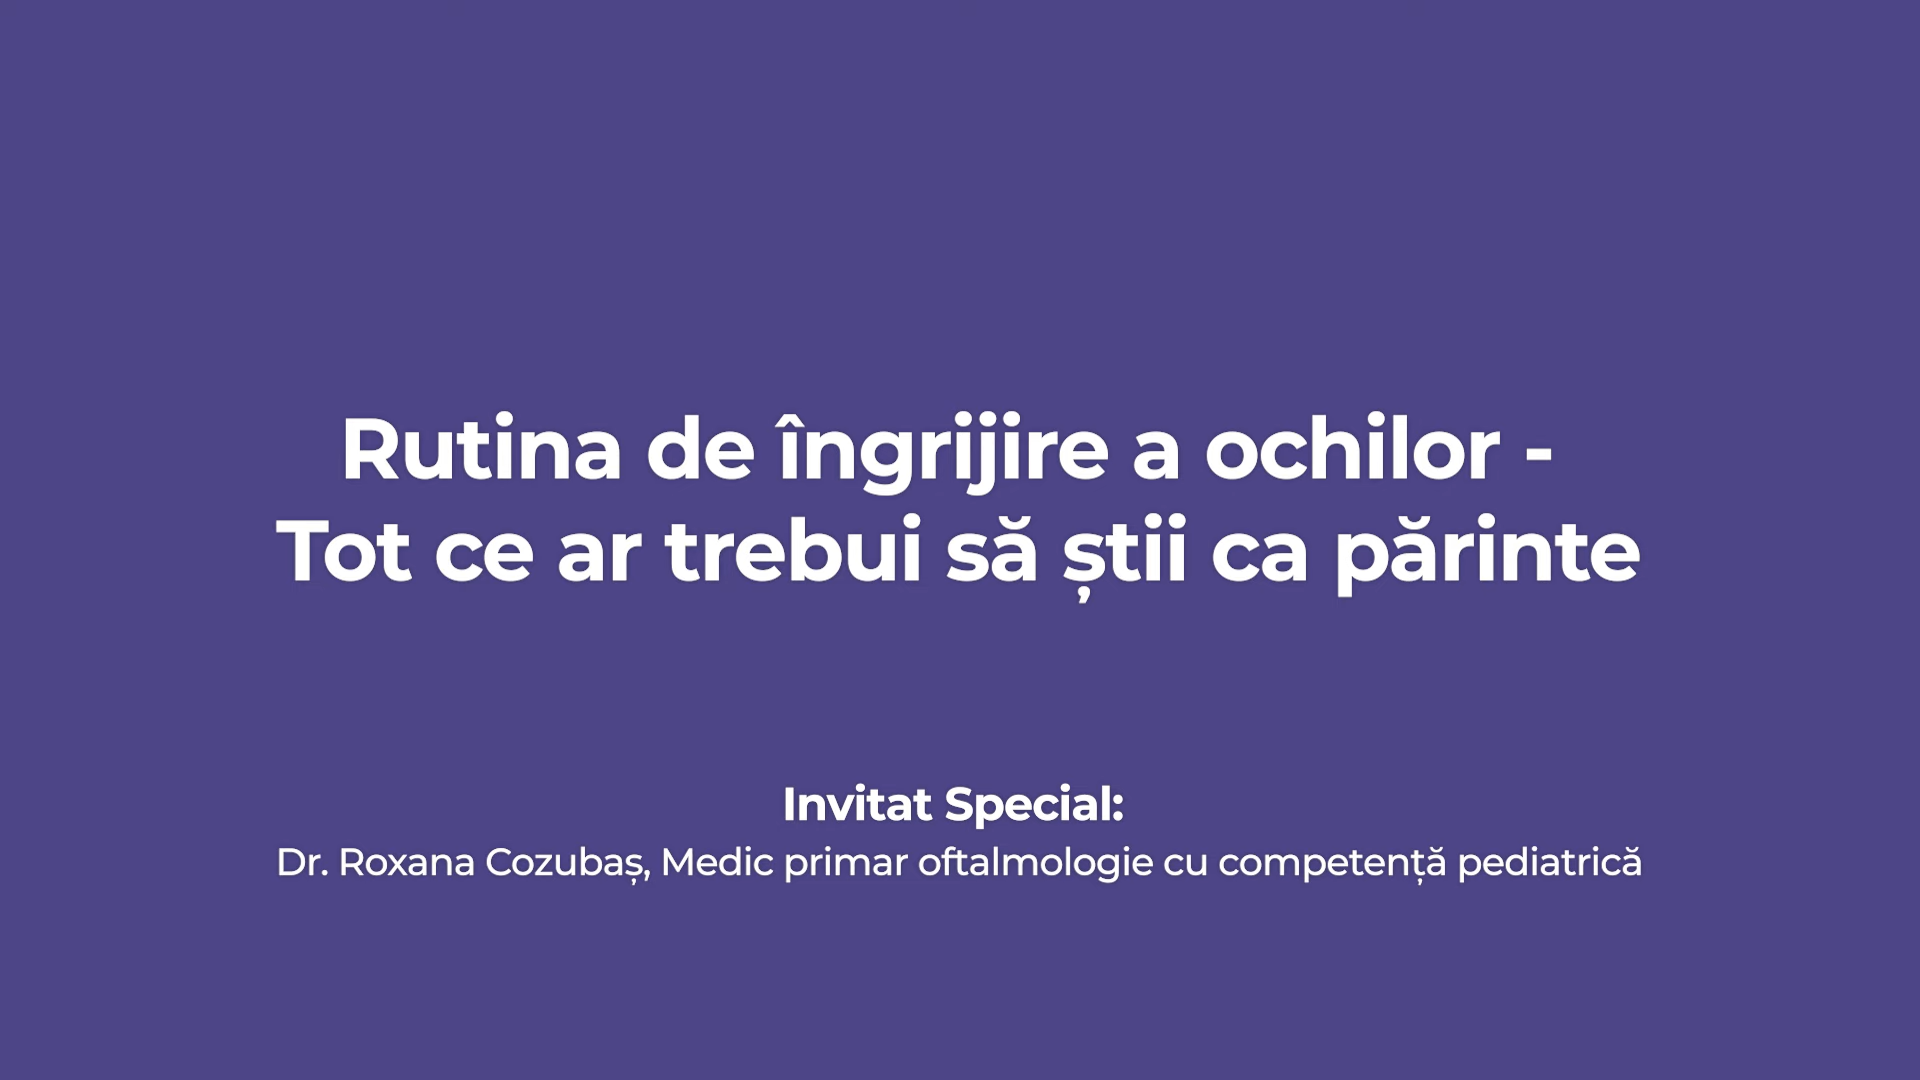 Rutina de îngrijire a ochilor -
Tot ce ar trebui să știi ca părinte
Invitat Special:
Dr. Roxana Cozubaș, Medic primar oftalmologie cu competență pediatrică